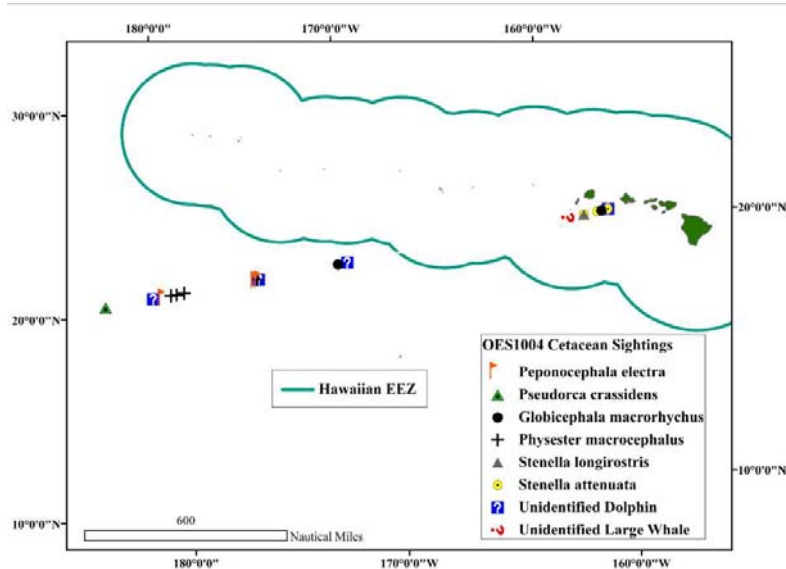 180°0'0" 170°0'0"W 160°0'0"W
30°0'0"N
20°0'0"N
20°0'0"N
OES1004 Cetacean Sightings
Peponocephala electra
Pseudorca crassidens
Hawaiian EEZ
Globicephala macrorhychus
Physester macrocephalus
Stenella longirostris
10°0'0"N
Stenella attenuata
Unidentified Dolphin
600
10°0'0"N
Nautical Miles
Unidentified Large Whale
180°0'0" 170°0'0"W 160°0'0"W